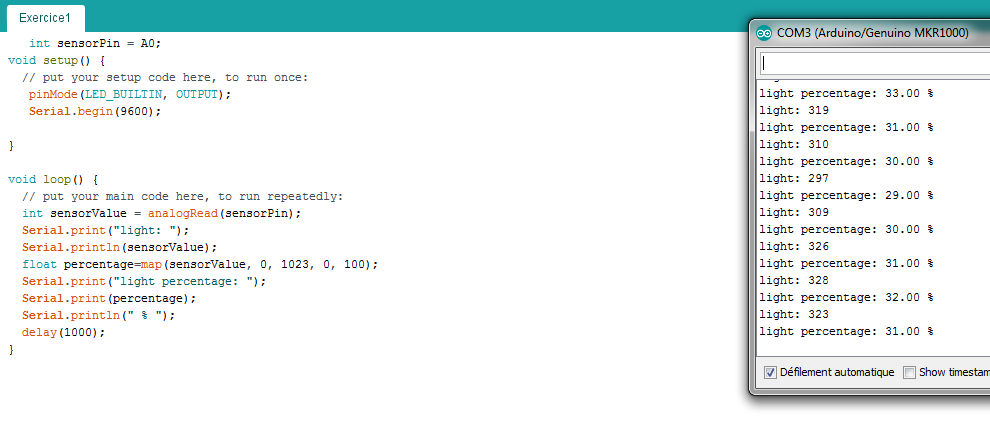 Exercice1
int sensorPin = A0;
void setup() {
// put your setup code here, to run once:
pinMode(LED_BUILTIN, OUTPUT);
Serial.begin(9600);
}
void loop() {
// put your main code here, to run repeatedly:
int sensorValue = analogRead(sensorPin);
Serial.print("light: ");
Serial.println(sensorValue);
float percentage=map(sensorValue, 0, 1023, 0, 100);
Serial.print("light percentage: ");
Serial.print(percentage);
Serial.println(" % ");
delay(1000);
}
COM3 (Arduino/Genuino MKR1000)
light percentage: 33.00 %
light: 319
light percentage: 31.00 %
light: 310
light percentage: 30.00 %
light: 297
light percentage: 29.00 %
light: 309
light percentage: 30.00 %
light: 326
light percentage: 31.00 %
light: 328
light percentage: 32.00 %
light: 323
light percentage: 31.00 %
Défilement automatique Show timestam